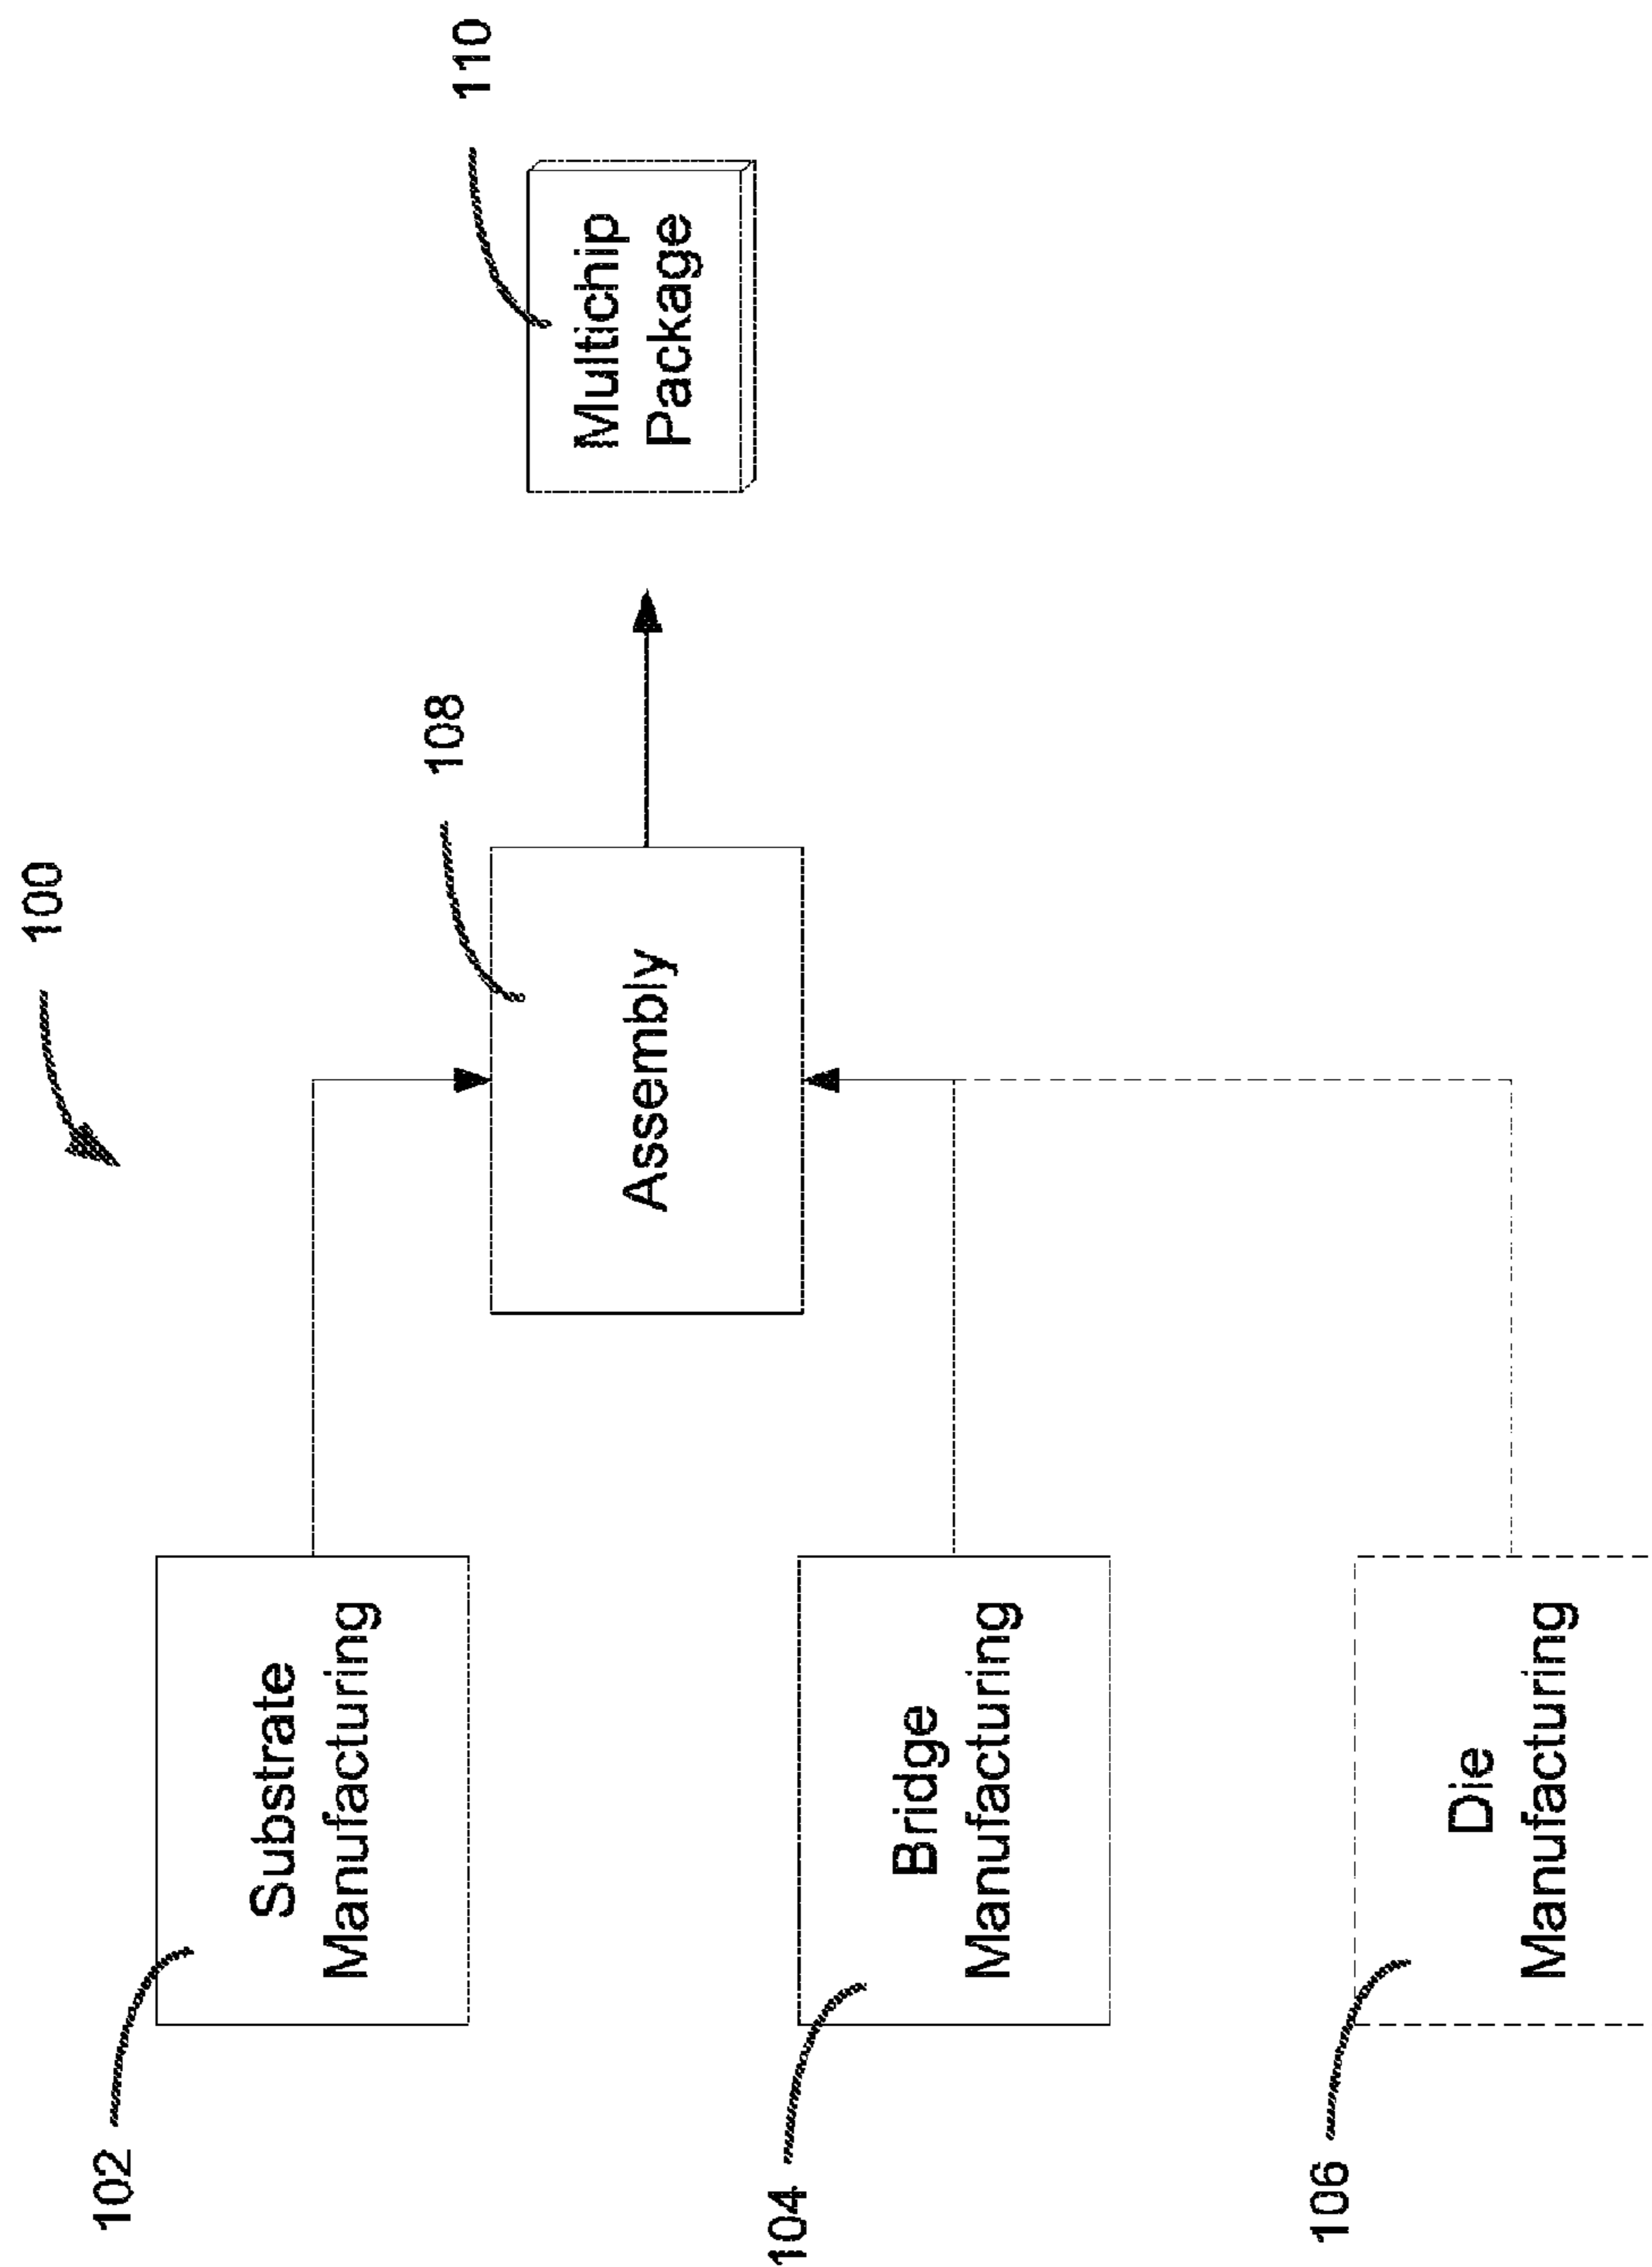 100
102
Substrate
Manufacturing
108
Assembly
110
Multichip
Package
104
Bridge
Manufacturing
106
Die
Manufacturing